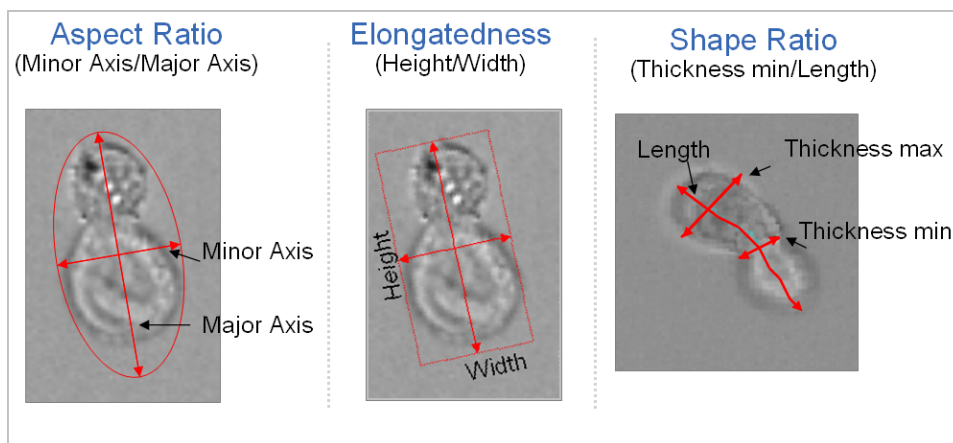 Aspect Ratio
(Minor Axis/Major Axis)
Minor Axis
Major Axis
Elongatedness
(Height/Width)
Height
Width
Shape Ratio
(Thickness min/Length)
Length
Thickness max
Thickness min